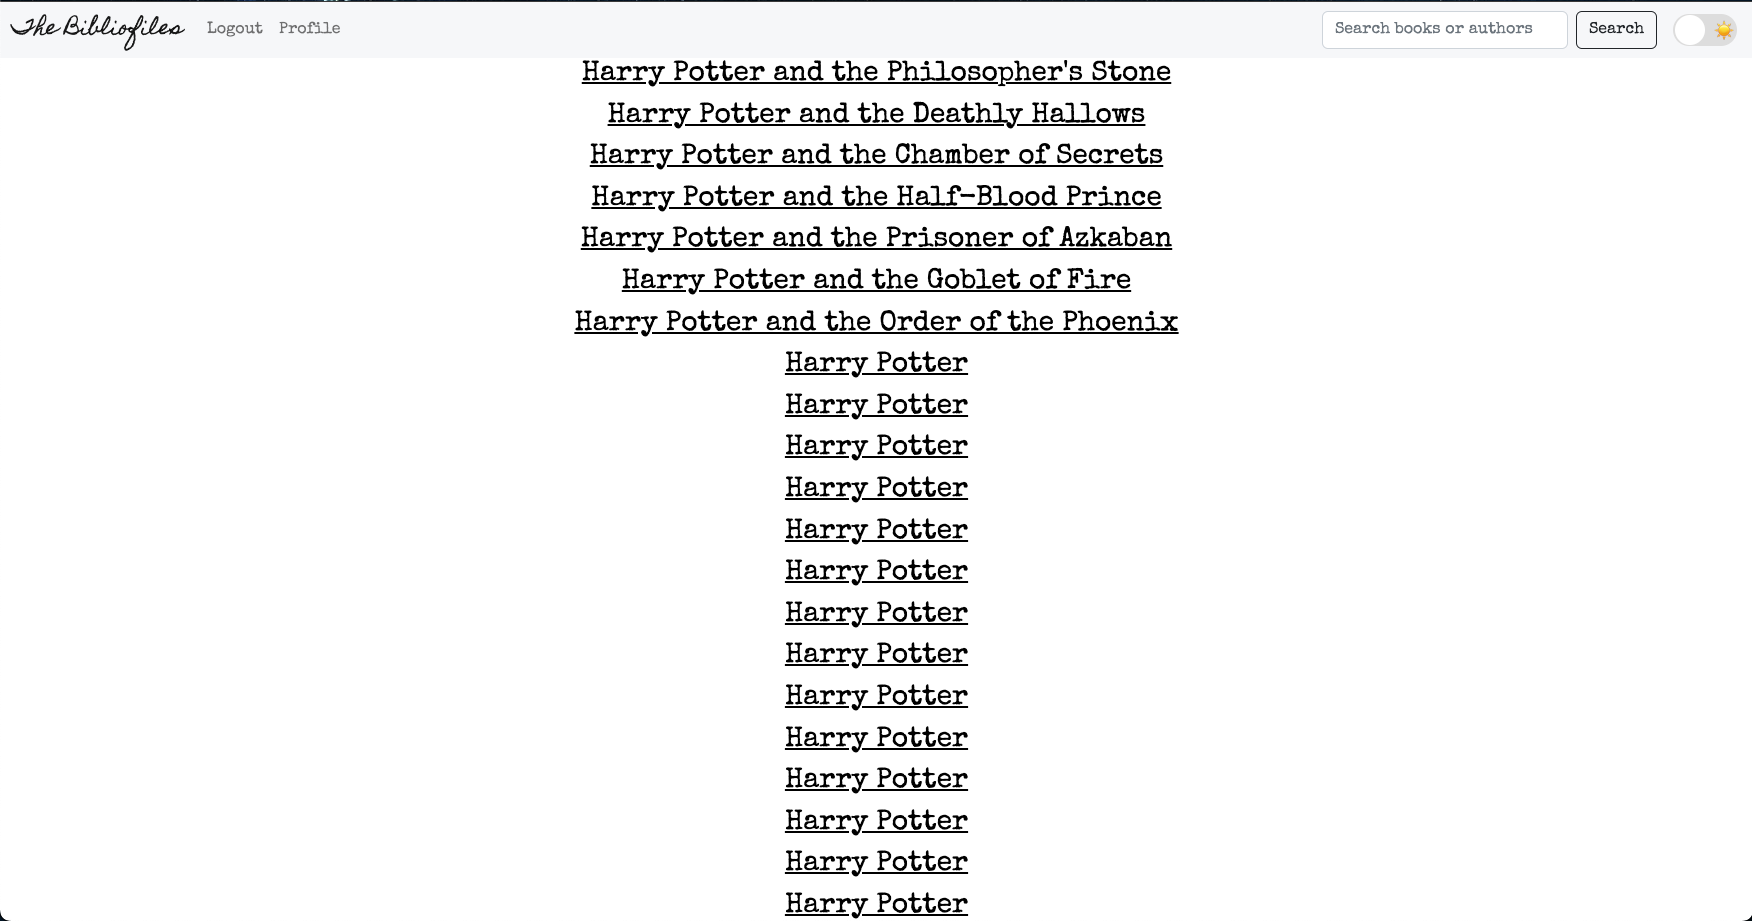 The Bibliofiles Logout Profile Search books or authors Search
Harry Potter and the Philosopher's Stone
Harry Potter and the Deathly Hallows
Harry Potter and the Chamber of Secrets
Harry Potter and the Half-Blood Prince
Harry Potter and the Prisoner of Azkaban
Harry Potter and the Goblet of Fire
Harry Potter and the Order of the Phoenix
Harry Potter
Harry Potter
Harry Potter
Harry Potter
Harry Potter
Harry Potter
Harry Potter
Harry Potter
Harry Potter
Harry Potter
Harry Potter
Harry Potter
Harry Potter
Harry Potter